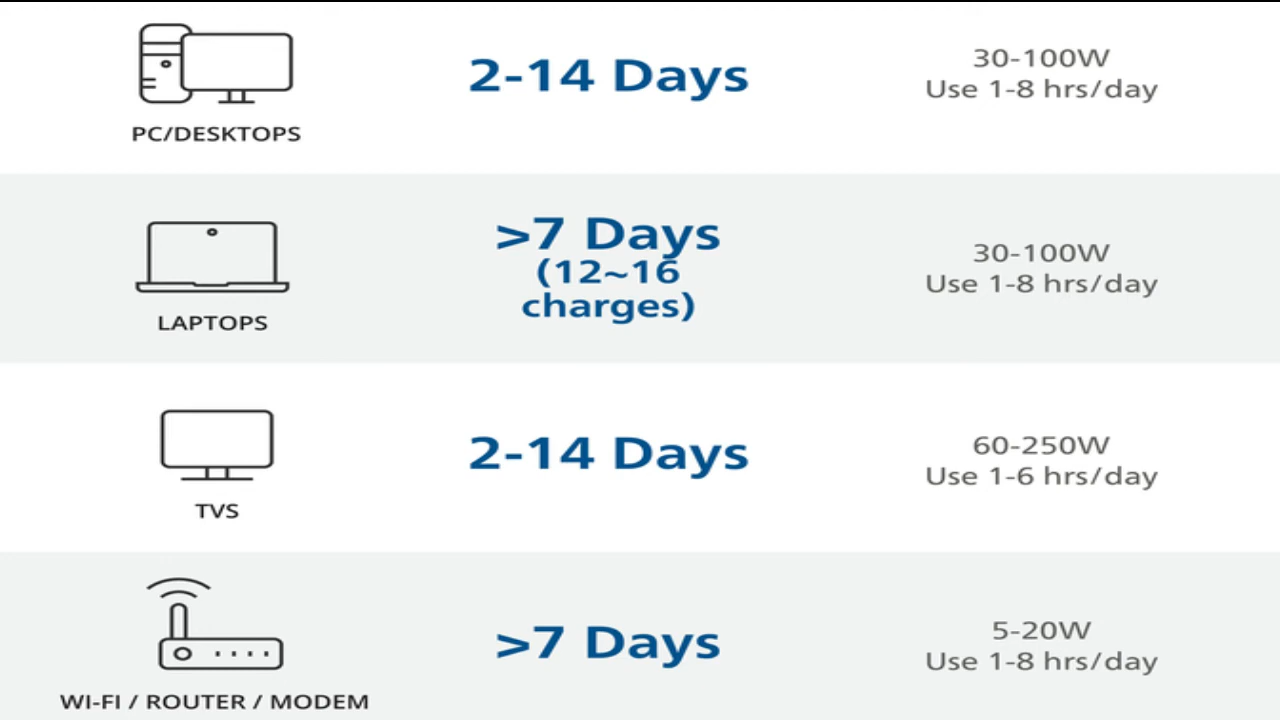 2-14 Days
30-100W
Use 1-8 hrs/day
PC/DESKTOPS
>7 Days
(12~16
charges)
30-100W
Use 1-8 hrs/day
LAPTOPS
2-14 Days
60-250W
Use 1-6 hrs/day
TVS
>7 Days
5-20W
Use 1-8 hrs/day
WI-FI / ROUTER / MODEM